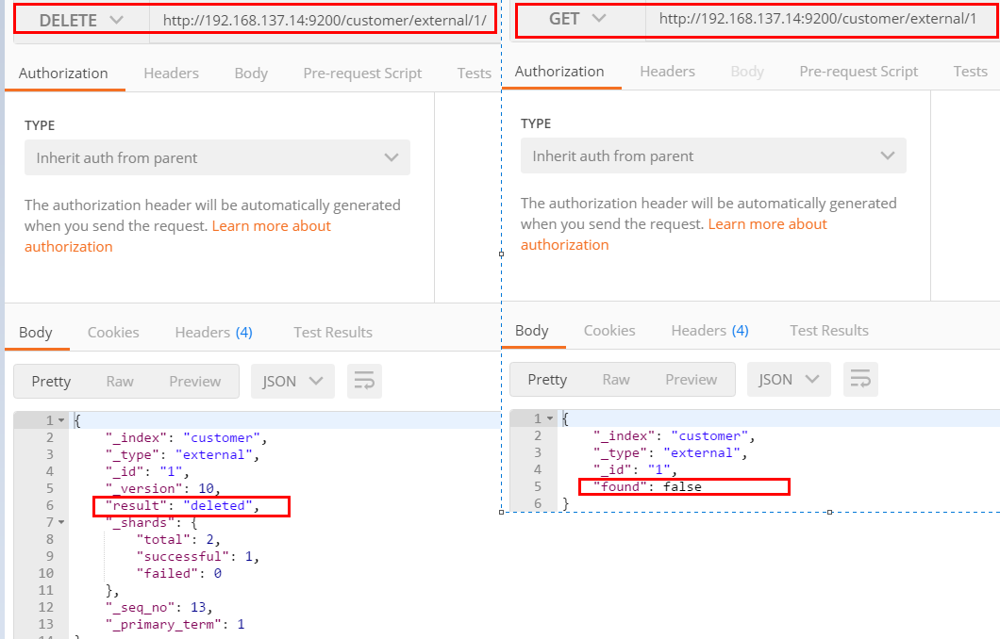 DELETE
http://192.168.137.14:9200/customer/external/1/
Authorization Headers Body Pre-request Script Tests
TYPE
Inherit auth from parent
The authorization header will be automatically generated
when you send the request. Learn more about
authorization
Body Cookies Headers (4) Test Results
Pretty Raw Preview JSON
1 {
2 "_index": "customer",
3 "_type": "external",
4 "_id": "1",
5 "_version": 10,
6 "result": "deleted",
7 "_shards": {
8 "total": 2,
9 "successful": 1,
10 "failed": 0
11 },
12 "_seq_no": 13,
13 "_primary_term": 1
GET
http://192.168.137.14:9200/customer/external/1
Authorization Headers Body Pre-request Script Tests
TYPE
Inherit auth from parent
The authorization header will be automatically generated
when you send the request. Learn more about
authorization
Body Cookies Headers (4) Test Results
Pretty Raw Preview JSON
1 {
2 "_index": "customer",
3 "_type": "external",
4 "_id": "1",
5 "found": false
6 }